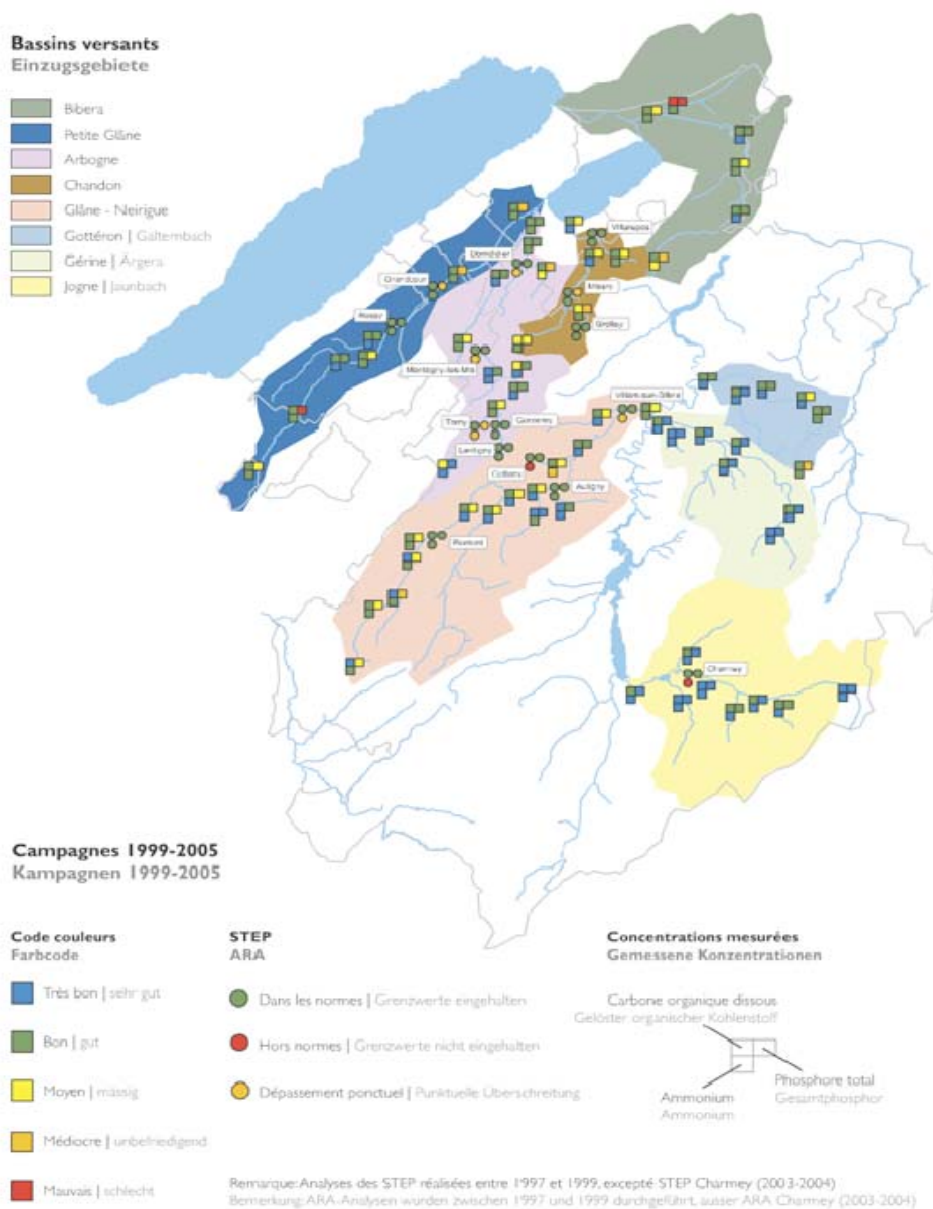 Bassins versants
Einzugsgebiete
Bibera
Petite Glâne
Arbogne
Chandon
Glâne - Neirigue
Gottéron | Galternbach
Gérine | Ärgera
Jogne | Jaunbach
Villarepos
Domdidier
Grandcour
Misery
Grolley
Montagny-les-Mts
Villars-sur-Glâne
Torny
Lentigny
Cottens
Autigny
Romont
Charmey
Campagnes 1999-2005
Kampagnen 1999-2005
Code couleurs
Farbcode
Très bon | sehr gut
Bon | gut
Moyen | mässig
Médiocre | unbefriedigend
Mauvais | schlecht
STEP
ARA
Dans les normes | Grenzwerte eingehalten
Hors normes | Grenzwerte nicht eingehalten
Dépassement ponctuel | Punktuelle Überschreitung
Concentrations mesurées
Gemessene Konzentrationen
Carbone organique dissous
Gelöster organischer Kohlenstoff
Phosphore total
Gesamtphosphor
Ammonium
Ammonium
Remarque: Analyses des STEP réalisées entre 1997 et 1999, excepté STEP Charmey (2003-2004)
Bemerkung: ARA-Analysen wurden zwischen 1997 und 1999 durchgeführt, ausser ARA Charmey (2003-2004)